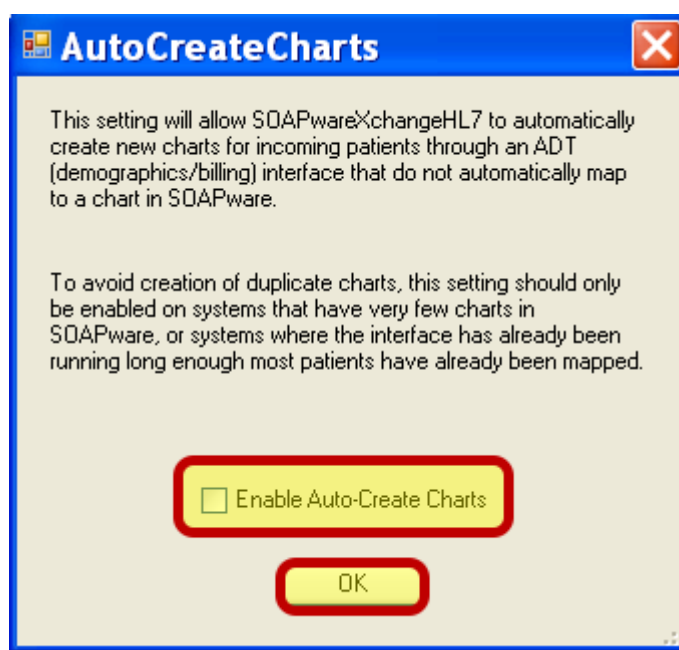 AutoCreateCharts
This setting will allow SOAPwareXchangeHL7 to automatically
create new charts for incoming patients through an ADT
(demographics/billing) interface that do not automatically map
to a chart in SOAPware.
To avoid creation of duplicate charts, this setting should only
be enabled on systems that have very few charts in
SOAPware, or systems where the interface has already been
running long enough most patients have already been mapped.
Enable Auto-Create Charts
OK